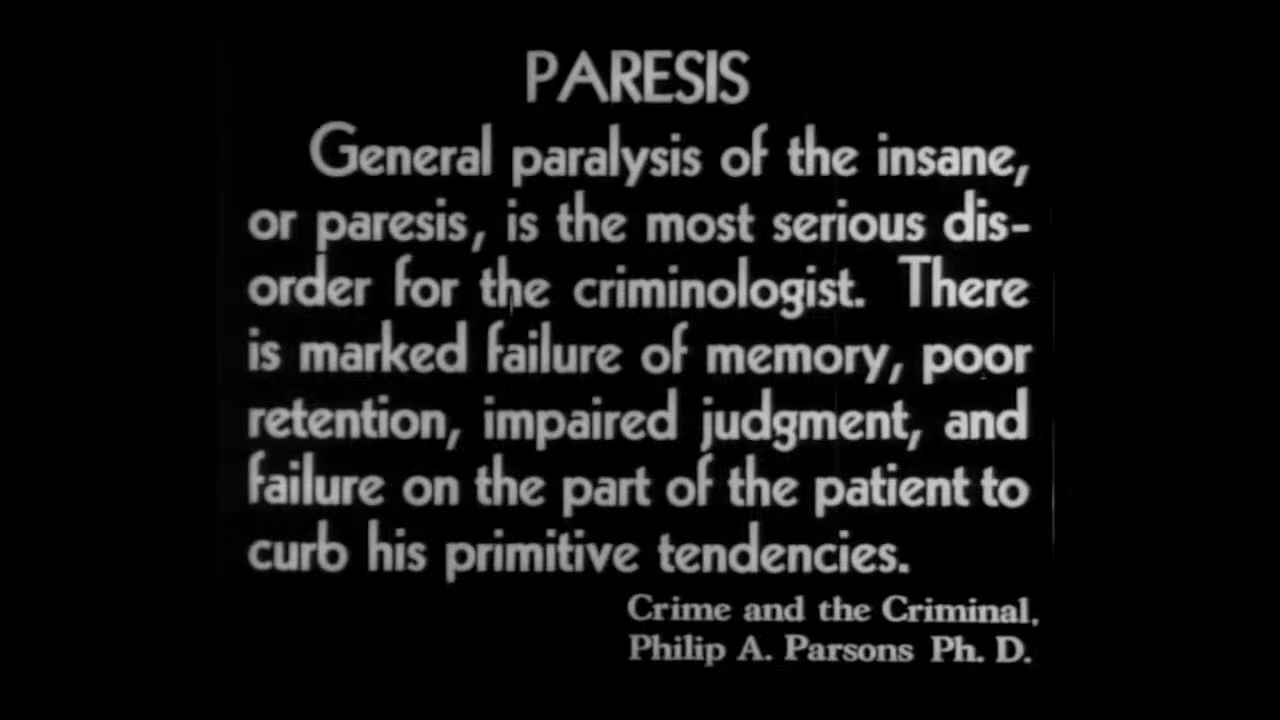 PARESIS
General paralysis of the insane,
or paresis, is the most serious dis-
order for the criminologist. There
is marked failure of memory, poor
retention, impaired judgment, and
failure on the part of the patient to
curb his primitive tendencies.
Crime and the Criminal,
Philip A. Parsons Ph. D.